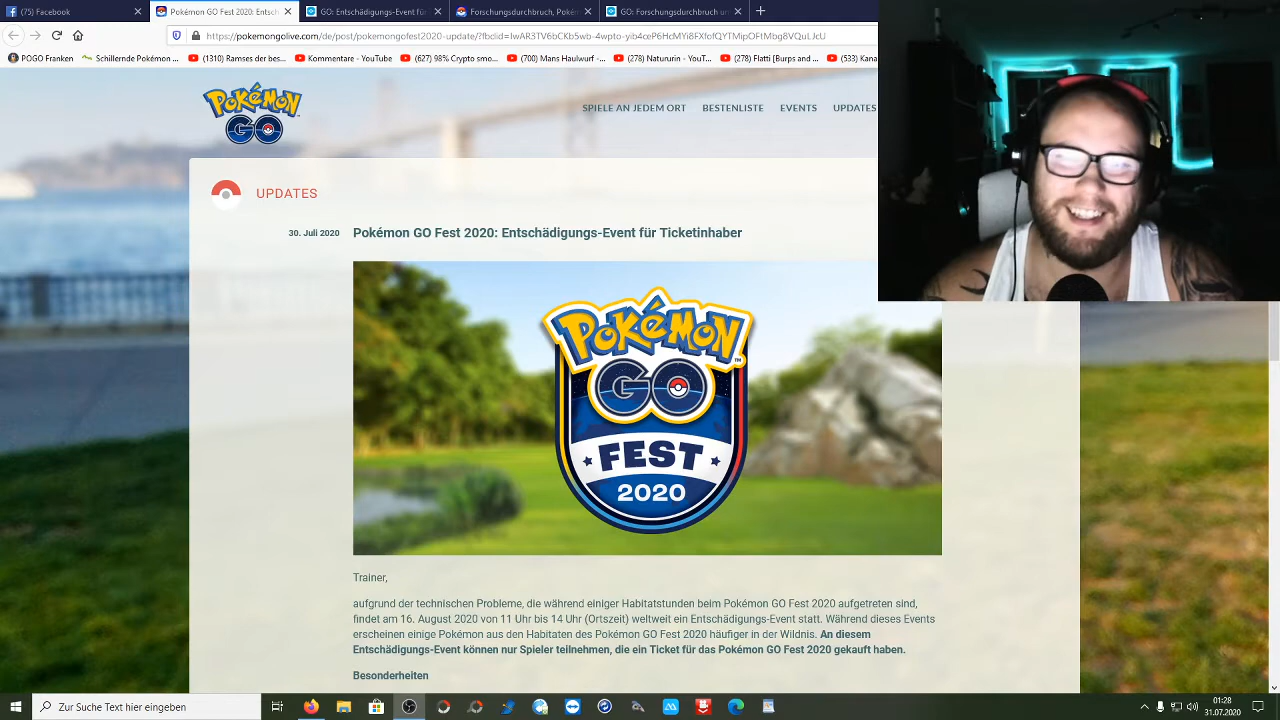 (75) Facebook
GO Entschädigungsevent für
Forschungsdurchbruch, Pokém
GO: Forschungsdurchbruch im
https://pokemongolive.com/de/post/pokemongofest2020-update/?fbclid=IwAR3TV6bCKb5wb-4wpto-yib4ceP6HcMYi8FXfofQYTMipOFtMbg8VQuLJcU
POGO Franken
Schillernde Pokémon ...
(1310) Ramses der bes...
wordcounter - YouTube
(627) 98% Crypto smo...
(700) Mans Haulwurf -...
(278) Natururin - YouT...
(278) Flatti [Burps and ...
(533) Kana
POKÉMON
GO
SPIELE AN JEDEM ORT
BESTENLISTE
EVENTS
UPDATES
UPDATES
30. Juli 2020
Pokémon GO Fest 2020: Entschädigungs-Event für Ticketinhaber
POKÉMON
GO
™
FEST
2020
Trainer,
aufgrund der technischen Probleme, die während einiger Habitatstunden beim Pokémon GO Fest 2020 aufgetreten sind,
findet am 16. August 2020 von 11 Uhr bis 14 Uhr (Ortszeit) weltweit ein Entschädigungs-Event statt. Während dieses Events
erscheinen einige Pokémon aus den Habitaten des Pokémon GO Fest 2020 häufiger in der Wildnis. An diesem
Entschädigungs-Event können nur Spieler teilnehmen, die ein Ticket für das Pokémon GO Fest 2020 gekauft haben.
Besonderheiten
Zur Suche Text hier eingeben
01:28
31.07.2020